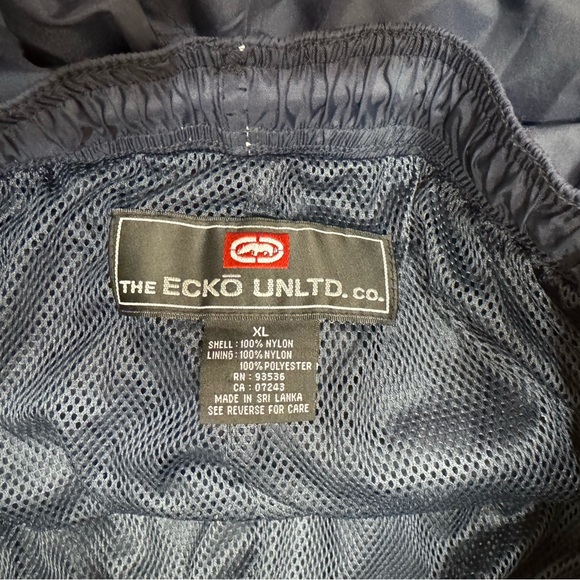 THE ECKŌ UNLTD. CO.
XL
SHELL : 100% NYLON
LINING : 100% NYLON
100% POLYESTER
RN : 93536
CA : 07243
MADE IN SRI LANKA
SEE REVERSE FOR CARE